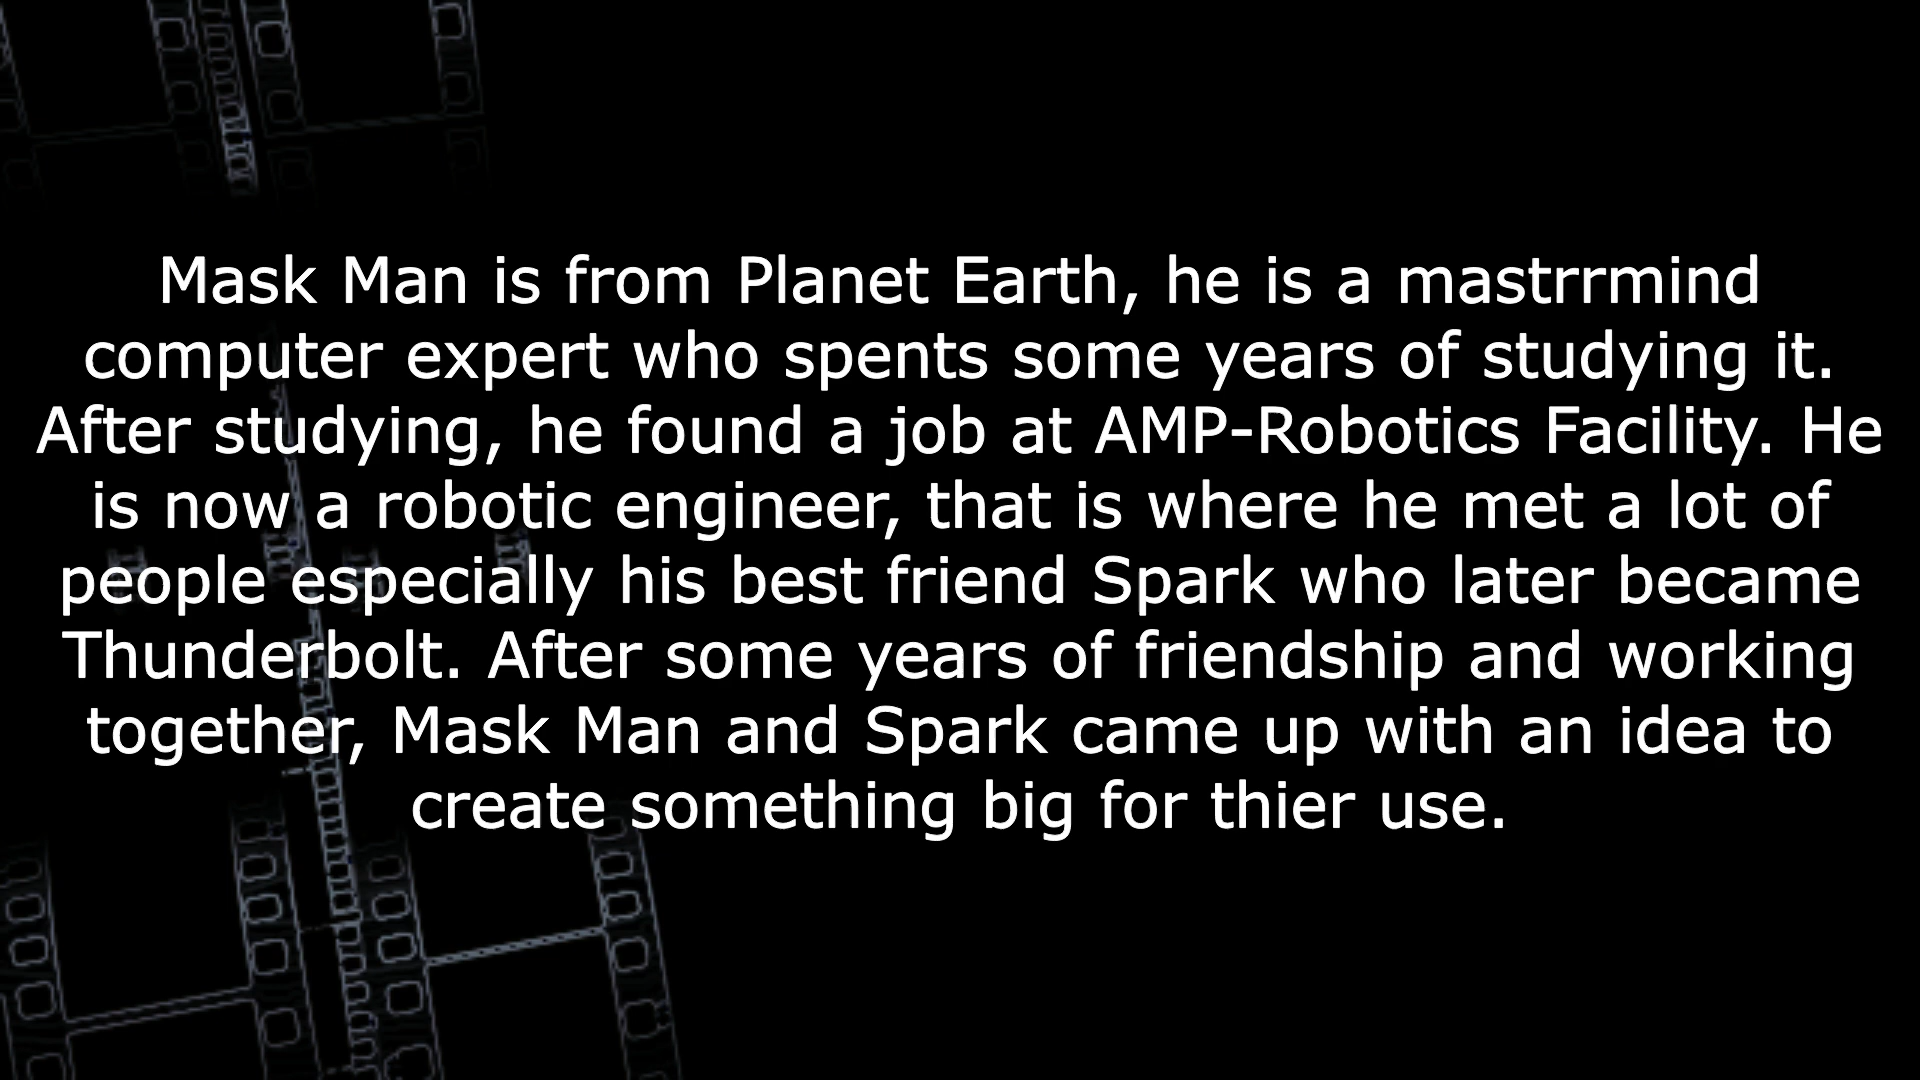 Mask Man is from Planet Earth, he is a mastrrmind
computer expert who spents some years of studying it.
After studying, he found a job at AMP-Robotics Facility. He
is now a robotic engineer, that is where he met a lot of
people especially his best friend Spark who later became
Thunderbolt. After some years of friendship and working
together, Mask Man and Spark came up with an idea to
create something big for thier use.